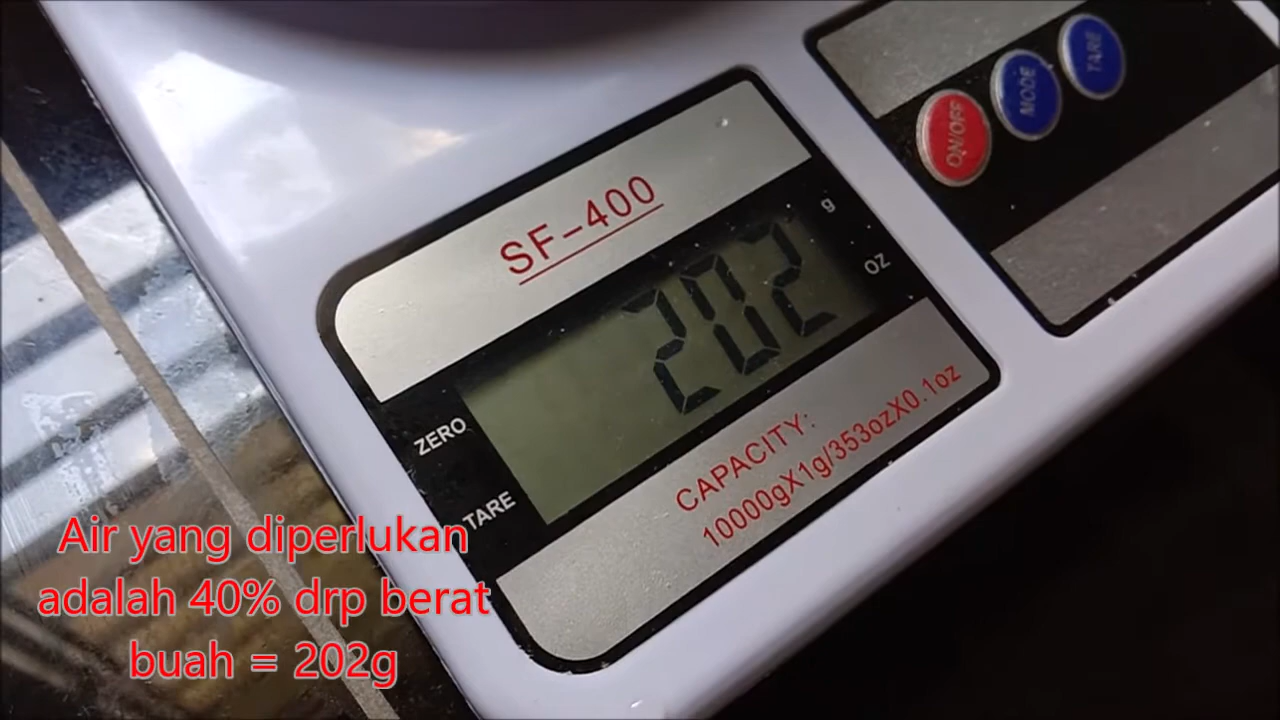 ON/OFF
MODE
TARE
SF-400
g
202
OZ
ZERO
TARE
CAPACITY:
10000gX1g/353ozX0.1oz
Air yang diperlukan
adalah 40% drp berat
buah = 202g